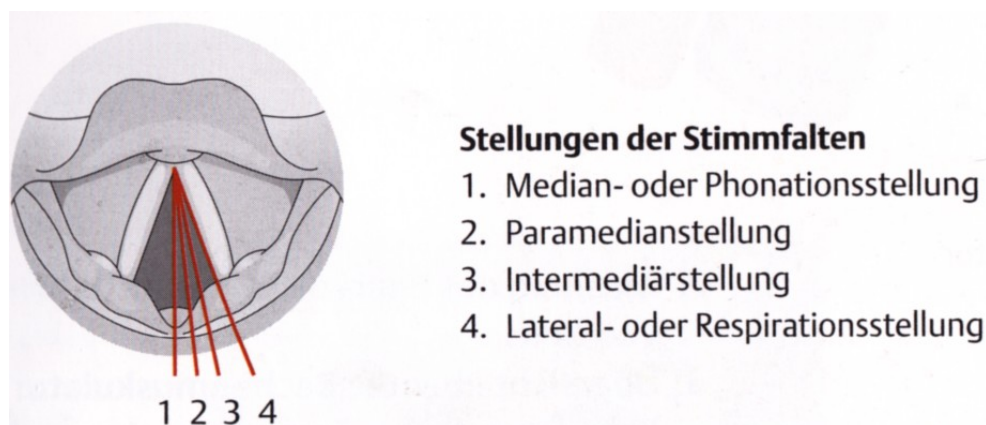 Stellungen der Stimmfalten
1. Median- oder Phonationsstellung
2. Paramedianstellung
3. Intermediärstellung
4. Lateral- oder Respirationsstellung
1 2 3 4